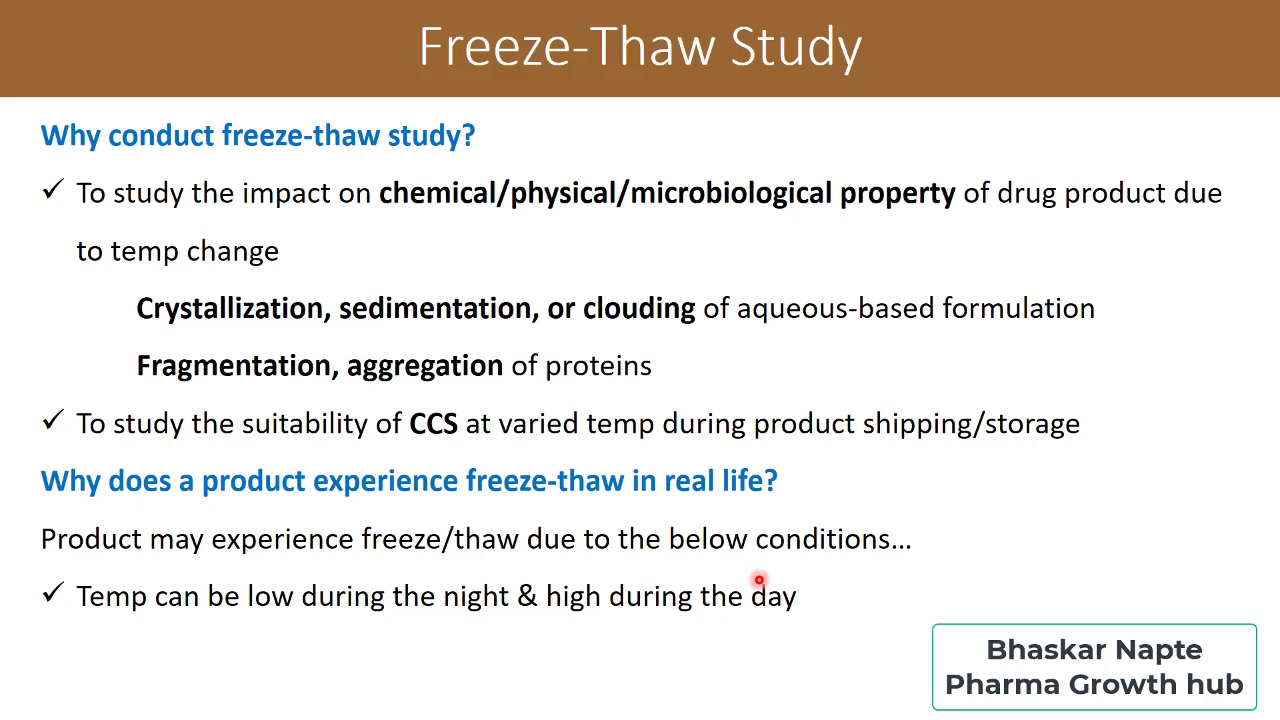 Freeze-Thaw Study
Why conduct freeze-thaw study?
✓ To study the impact on chemical/physical/microbiological property of drug product due
to temp change
Crystallization, sedimentation, or clouding of aqueous-based formulation
Fragmentation, aggregation of proteins
✓ To study the suitability of CCS at varied temp during product shipping/storage
Why does a product experience freeze-thaw in real life?
Product may experience freeze/thaw due to the below conditions...
✓ Temp can be low during the night & high during the day
Bhaskar Napte
Pharma Growth hub